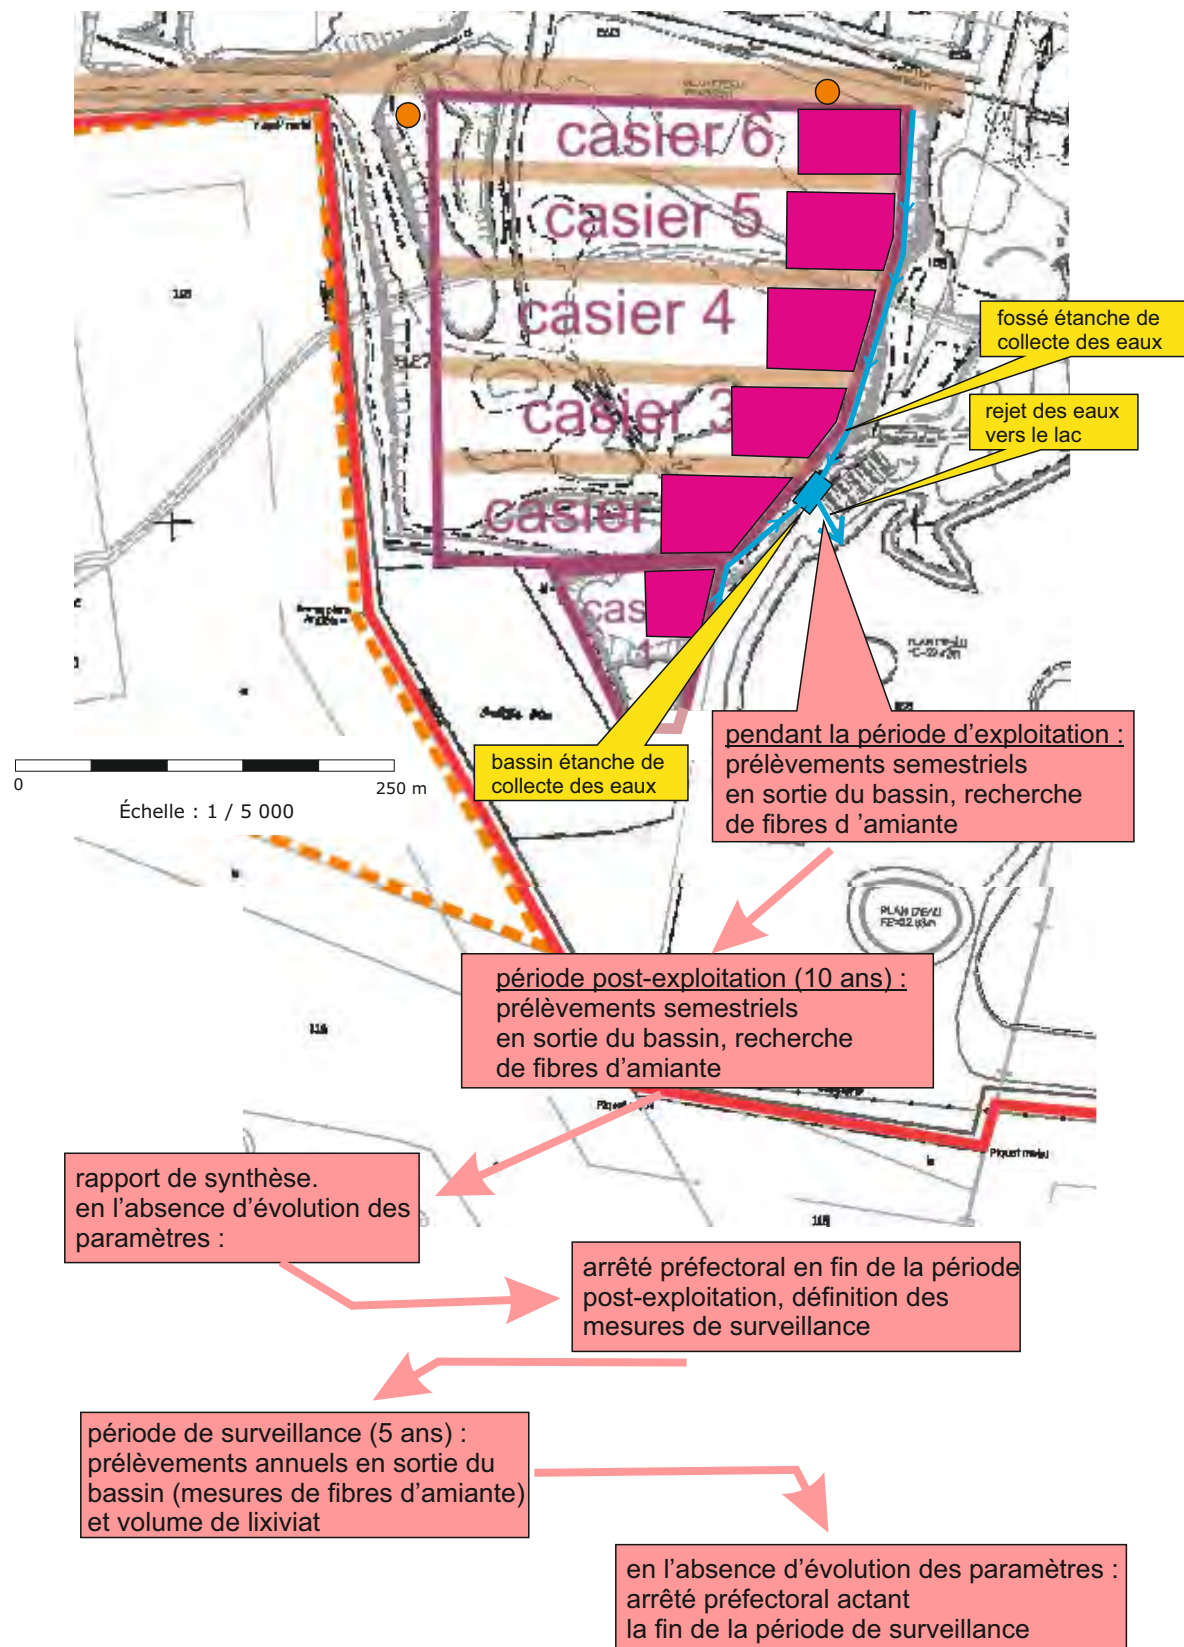 casier 6
casier 5
casier 4
casier 3
casier
cas
1
fossé étanche de
collecte des eaux
rejet des eaux
vers le lac
bassin étanche de
collecte des eaux
0
250 m
Échelle : 1 / 5 000
pendant la période d'exploitation :
prélèvements semestriels
en sortie du bassin, recherche
de fibres d 'amiante
PLAN D'EAU
période post-exploitation (10 ans) :
prélèvements semestriels
en sortie du bassin, recherche
de fibres d'amiante
116
Piquet
rapport de synthèse.
en l'absence d'évolution des
paramètres :
arrêté préfectoral en fin de la période
post-exploitation, définition des
mesures de surveillance
période de surveillance (5 ans) :
prélèvements annuels en sortie du
bassin (mesures de fibres d'amiante)
et volume de lixiviat
en l'absence d'évolution des paramètres :
arrêté préfectoral actant
la fin de la période de surveillance